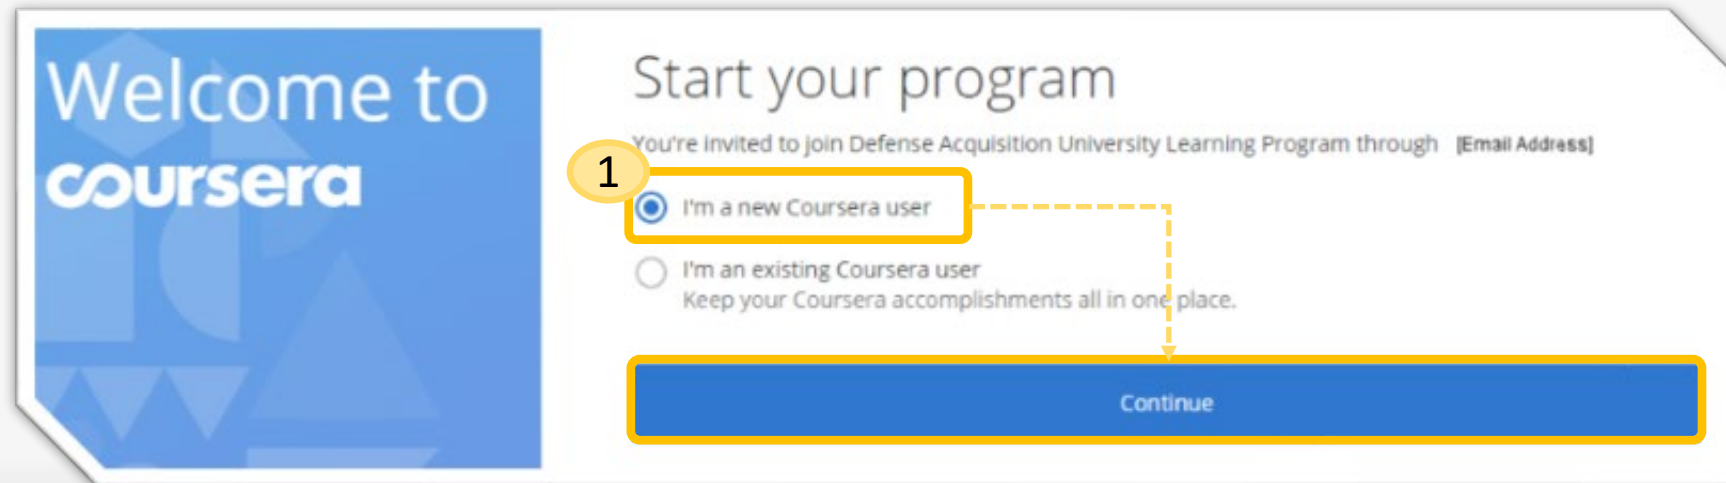 Welcome to
coursera
Start your program
You're invited to join Defense Acquisition University Learning Program through [Email Address]
1
I'm a new Coursera user
I'm an existing Coursera user
Keep your Coursera accomplishments all in one place.
Continue